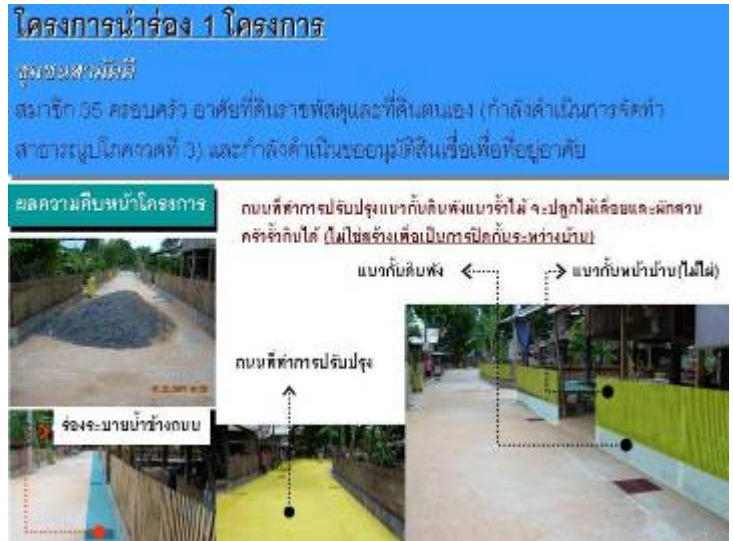 โครงการนำร่อง 1 โครงการ
ชุมชนสามัคคี
สมาชิก 35 ครอบครัว อาศัยที่ดินราชพัสดุและที่ดินตนเอง (กำลังดำเนินการจัดทำ
สาธารณูปโภคงวดที่ 3) และกำลังดำเนินขออนุมัติสินเชื่อเพื่อที่อยู่อาศัย
ผลความคืบหน้าโครงการ
ถนนที่ทำการปรับปรุงแนวกั้นดินพังแนวรั้วไม้ จะปลูกไม้เลื้อยและผักสวน
ครัวรั้วกินได้ (ไม่ใช่สร้างเพื่อเป็นการปิดกั้นระหว่างบ้าน)
แนวกั้นดินพัง
แนวกั้นหน้าบ้าน(ไม้ไผ่)
ถนนที่ทำการปรับปรุง
ร่องระบายน้ำข้างถนน